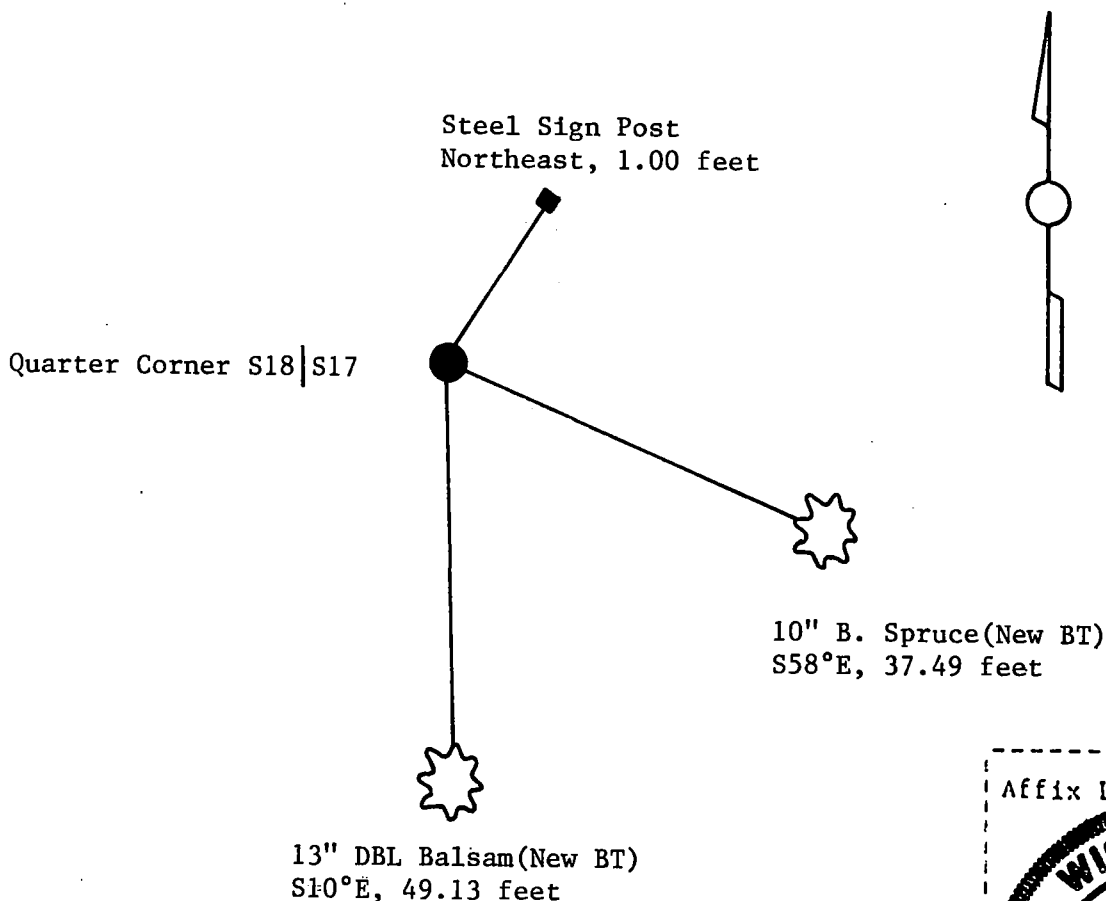 Steel Sign Post
Northeast, 1.00 feet
Quarter Corner S18|S17
10" B. Spruce(New BT)
S58°E, 37.49 feet
13" DBL Balsam(New BT)
S10°E, 49.13 feet
Affix